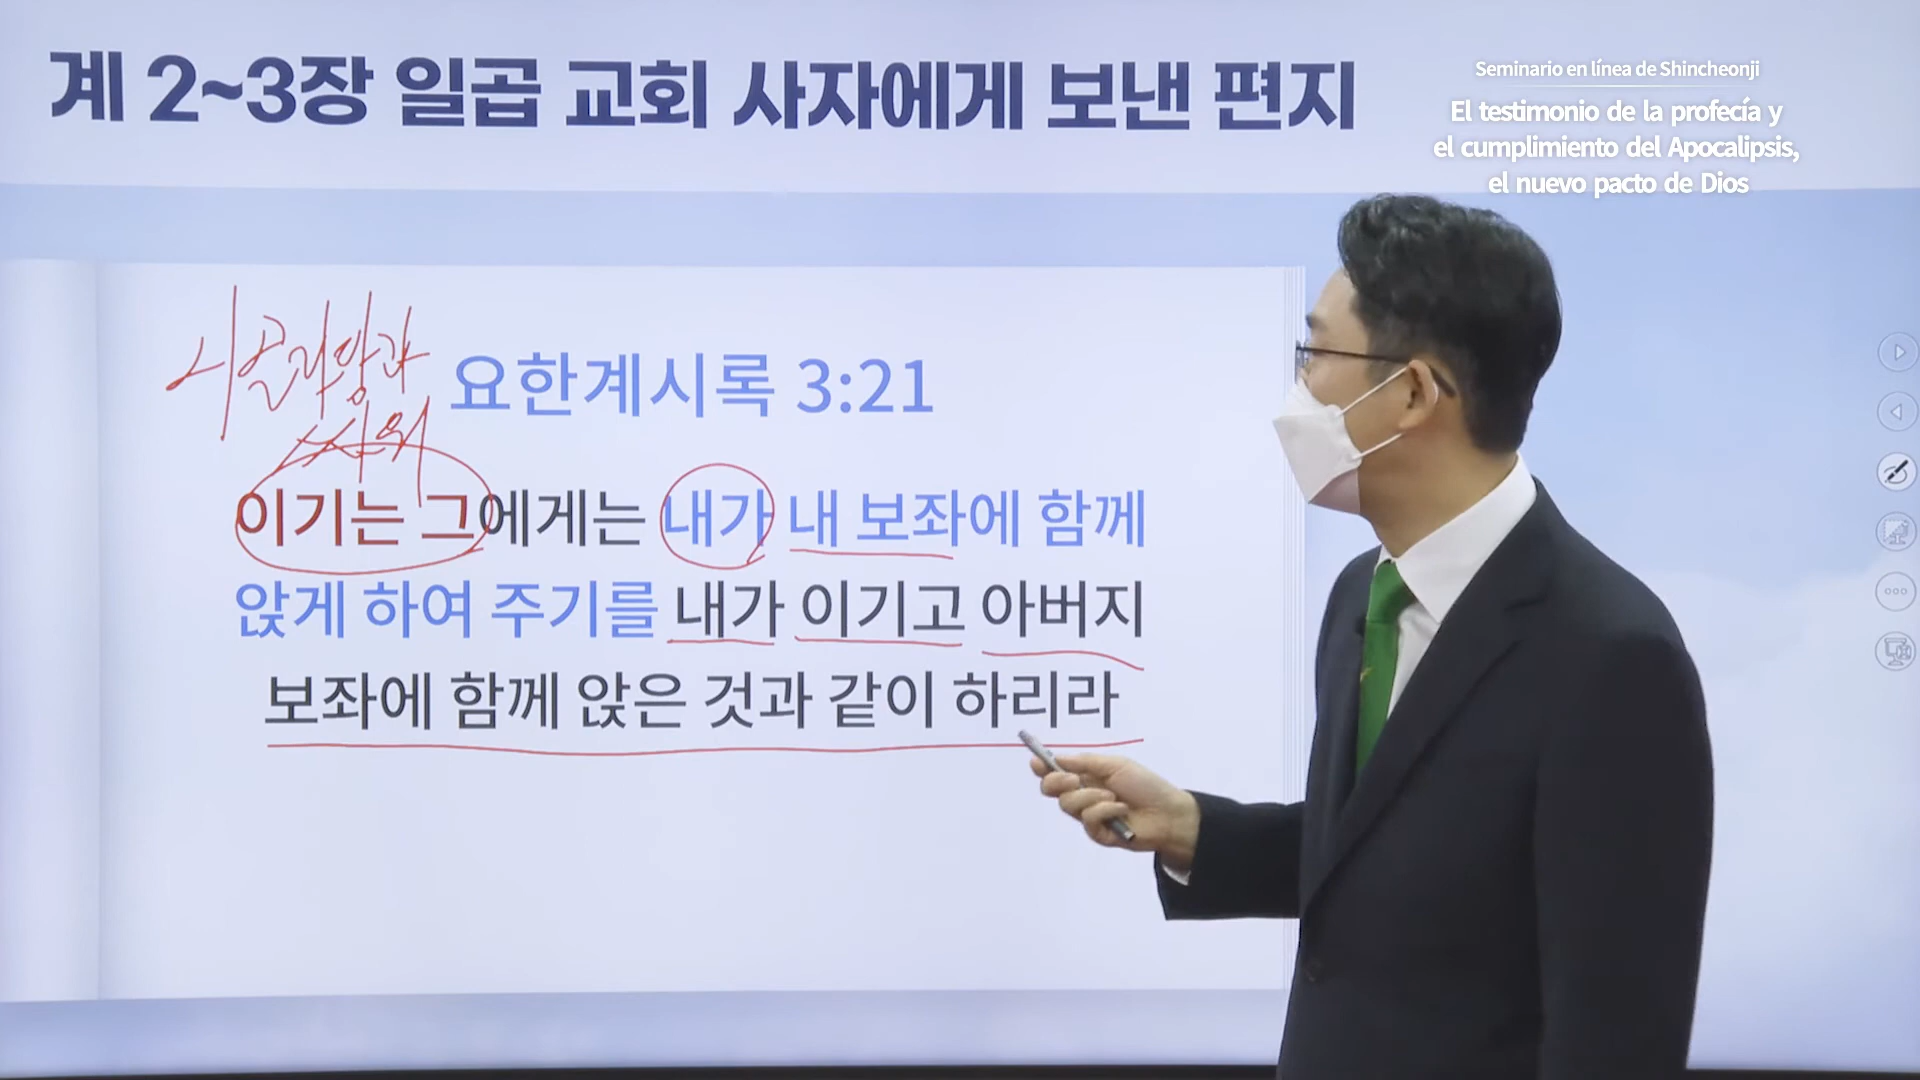 계 2~3장 일곱 교회 사자에게 보낸 편지
Seminario en línea de Shincheonji
El testimonio de la profecía y
el cumplimiento del Apocalipsis,
el nuevo pacto de Dios
요한계시록 3:21
이기는 그에게는 내가 내 보좌에 함께
앉게 하여 주기를 내가 이기고 아버지
보좌에 함께 앉은 것과 같이 하리라